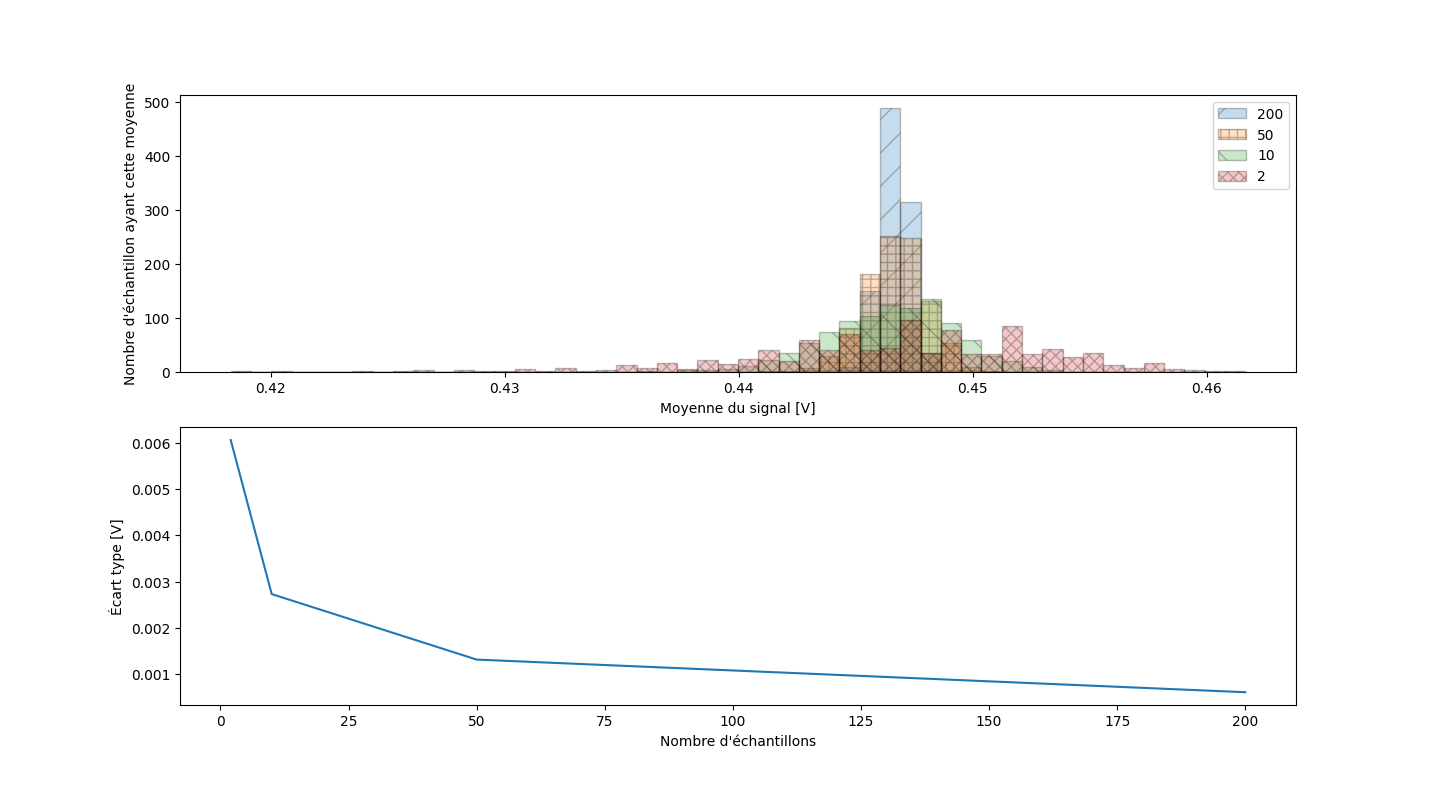 Nombre d'échantillon ayant cette moyenne
500
400
300
200
100
0
200
50
10
2
0.42 0.43 0.44 0.45 0.46
Moyenne du signal [V]
Écart type [V]
0.006
0.005
0.004
0.003
0.002
0.001
0 25 50 75 100 125 150 175 200
Nombre d'échantillons